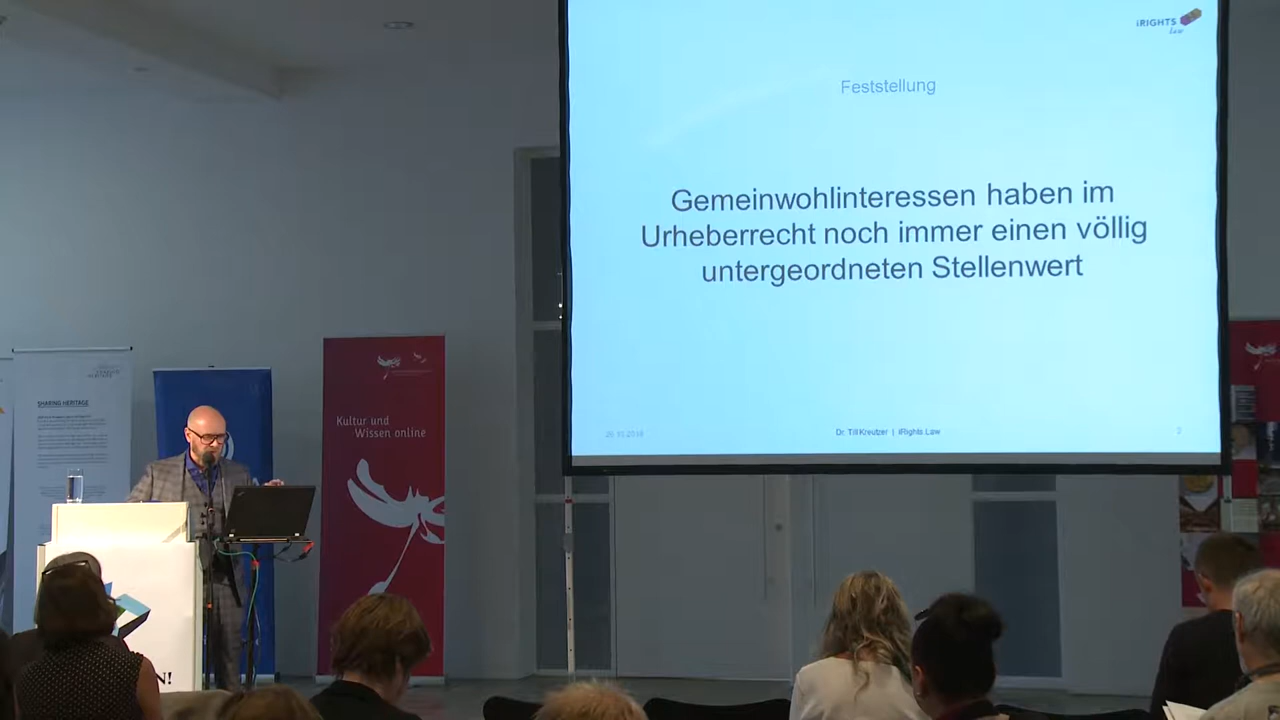 iRIGHTS
Law
Feststellung
Gemeinwohlinteressen haben im
Urheberrecht noch immer einen völlig
untergeordneten Stellenwert
Dr. Till Kreutzer | iRights.Law
SHARING HERITAGE
Kultur und
Wissen online
N!